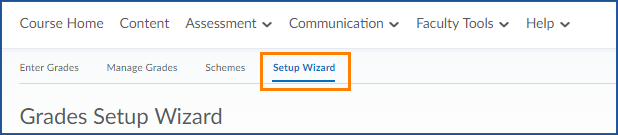 Course Home Content Assessment Communication Faculty Tools Help
Enter Grades Manage Grades Schemes Setup Wizard
Grades Setup Wizard